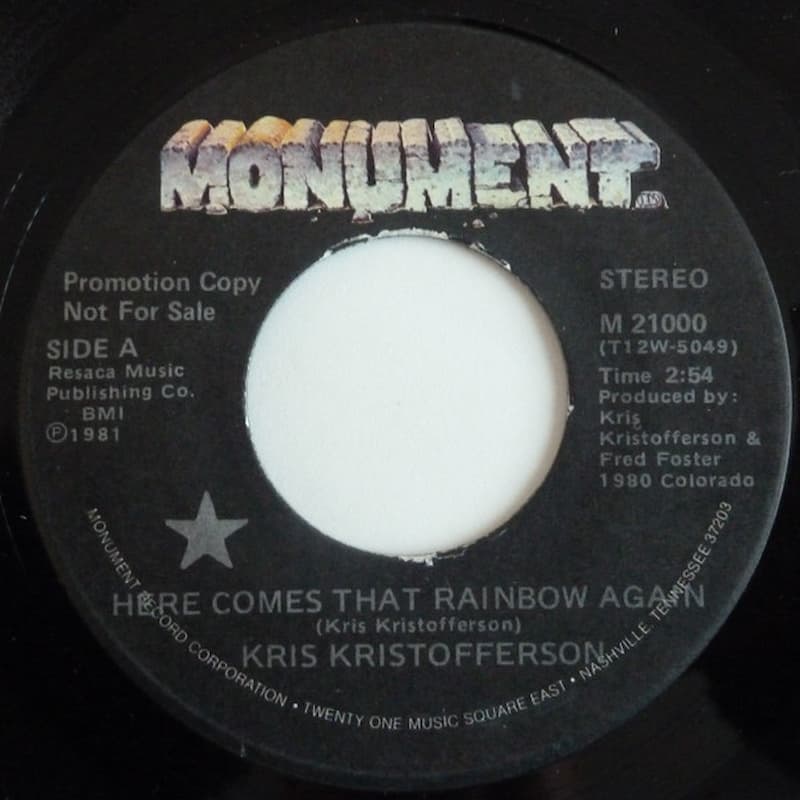 MONUMENT
Promotion Copy
Not For Sale
SIDE A
Resaca Music
Publishing Co.
BMI
Ⓟ1981
STEREO
M 21000
(T12W-5049)
Time 2:54
Produced by:
Kris
Kristofferson &
Fred Foster
1980 Colorado
HERE COMES THAT RAINBOW AGAIN
(Kris Kristofferson)
KRIS KRISTOFFERSON
MONUMENT RECORD CORPORATION • TWENTY ONE MUSIC SQUARE EAST • NASHVILLE, TENNESSEE 37203